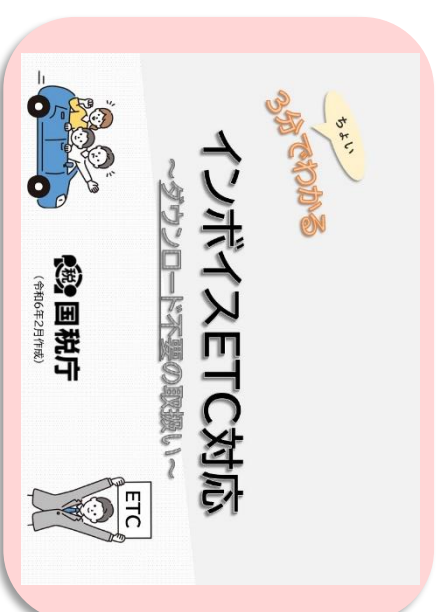 ちょい
3分でわかる
インボイスETC対応
～ダウンロード不要の取扱い～
税 国税庁
（令和6年2月作成）
ETC